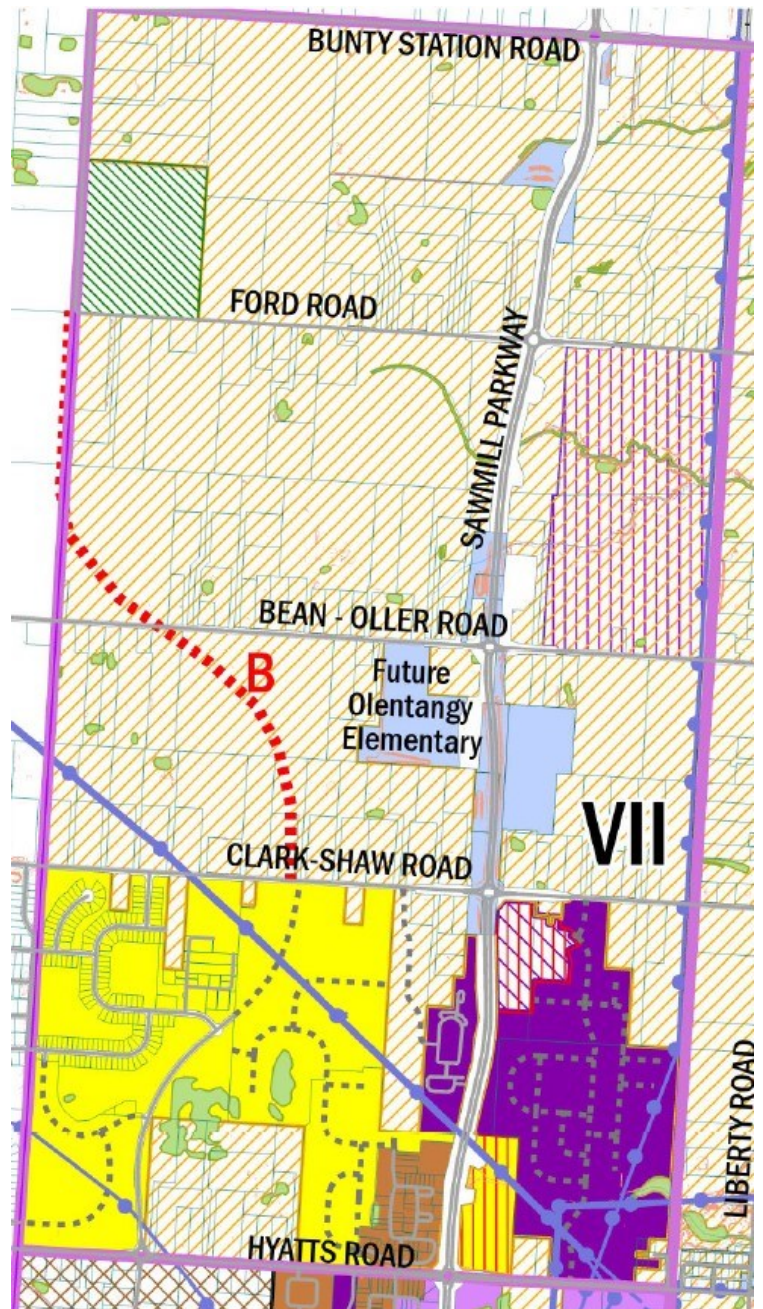 BUNTY STATION ROAD
FORD ROAD
SAWMILL PARKWAY
BEAN - OLLER ROAD
B
Future
Olentangy
Elementary
VII
CLARK-SHAW ROAD
LIBERTY ROAD
HYATTS ROAD